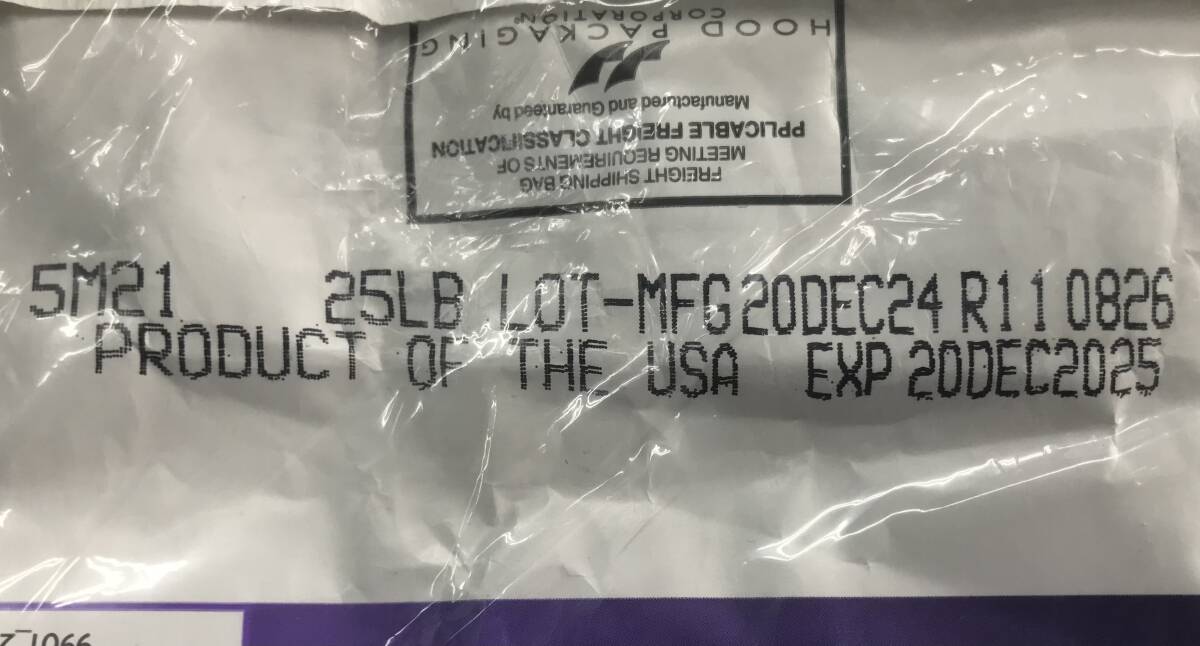 HOOD PACKAGING
CORPORATION®
Manufactured and Guaranteed by
PPLICABLE FREIGHT CLASSIFICATION
MEETING REQUIREMENTS OF
FREIGHT SHIPPING BAG
5M21 25LB LOT-MFG 20DEC24 R11 0826
PRODUCT OF THE USA EXP 20DEC2025